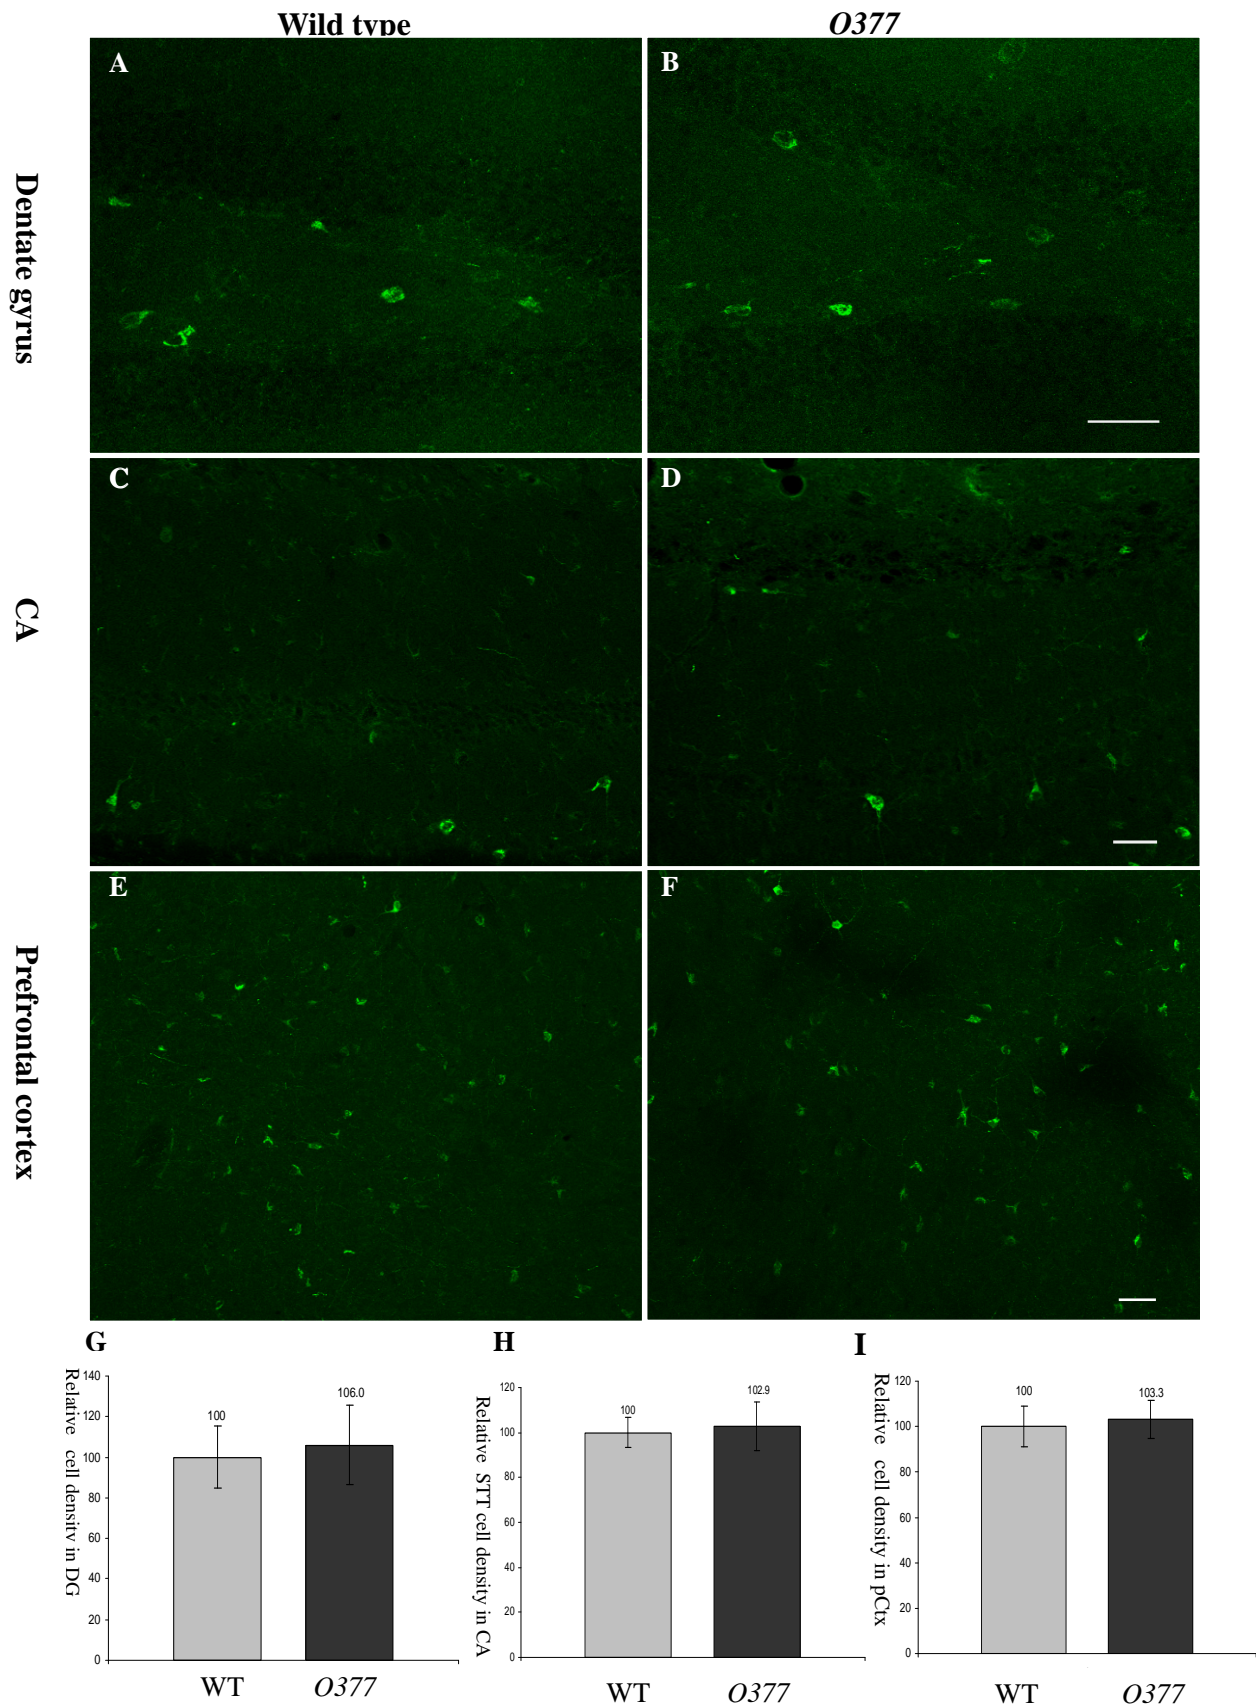 Wild type
O377
A
B
Dentate gyrus
C
D
CA
E
F
Prefrontal cortex
G
Relative cell density in DG
140
120
100
80
60
40
20
0
100
106.0
WT
O377
H
Relative STT cell density in CA
120
100
80
60
40
20
0
100
102.9
WT
O377
I
Relative cell density in pCtx
120
100
80
60
40
20
0
100
103.3
WT
O377